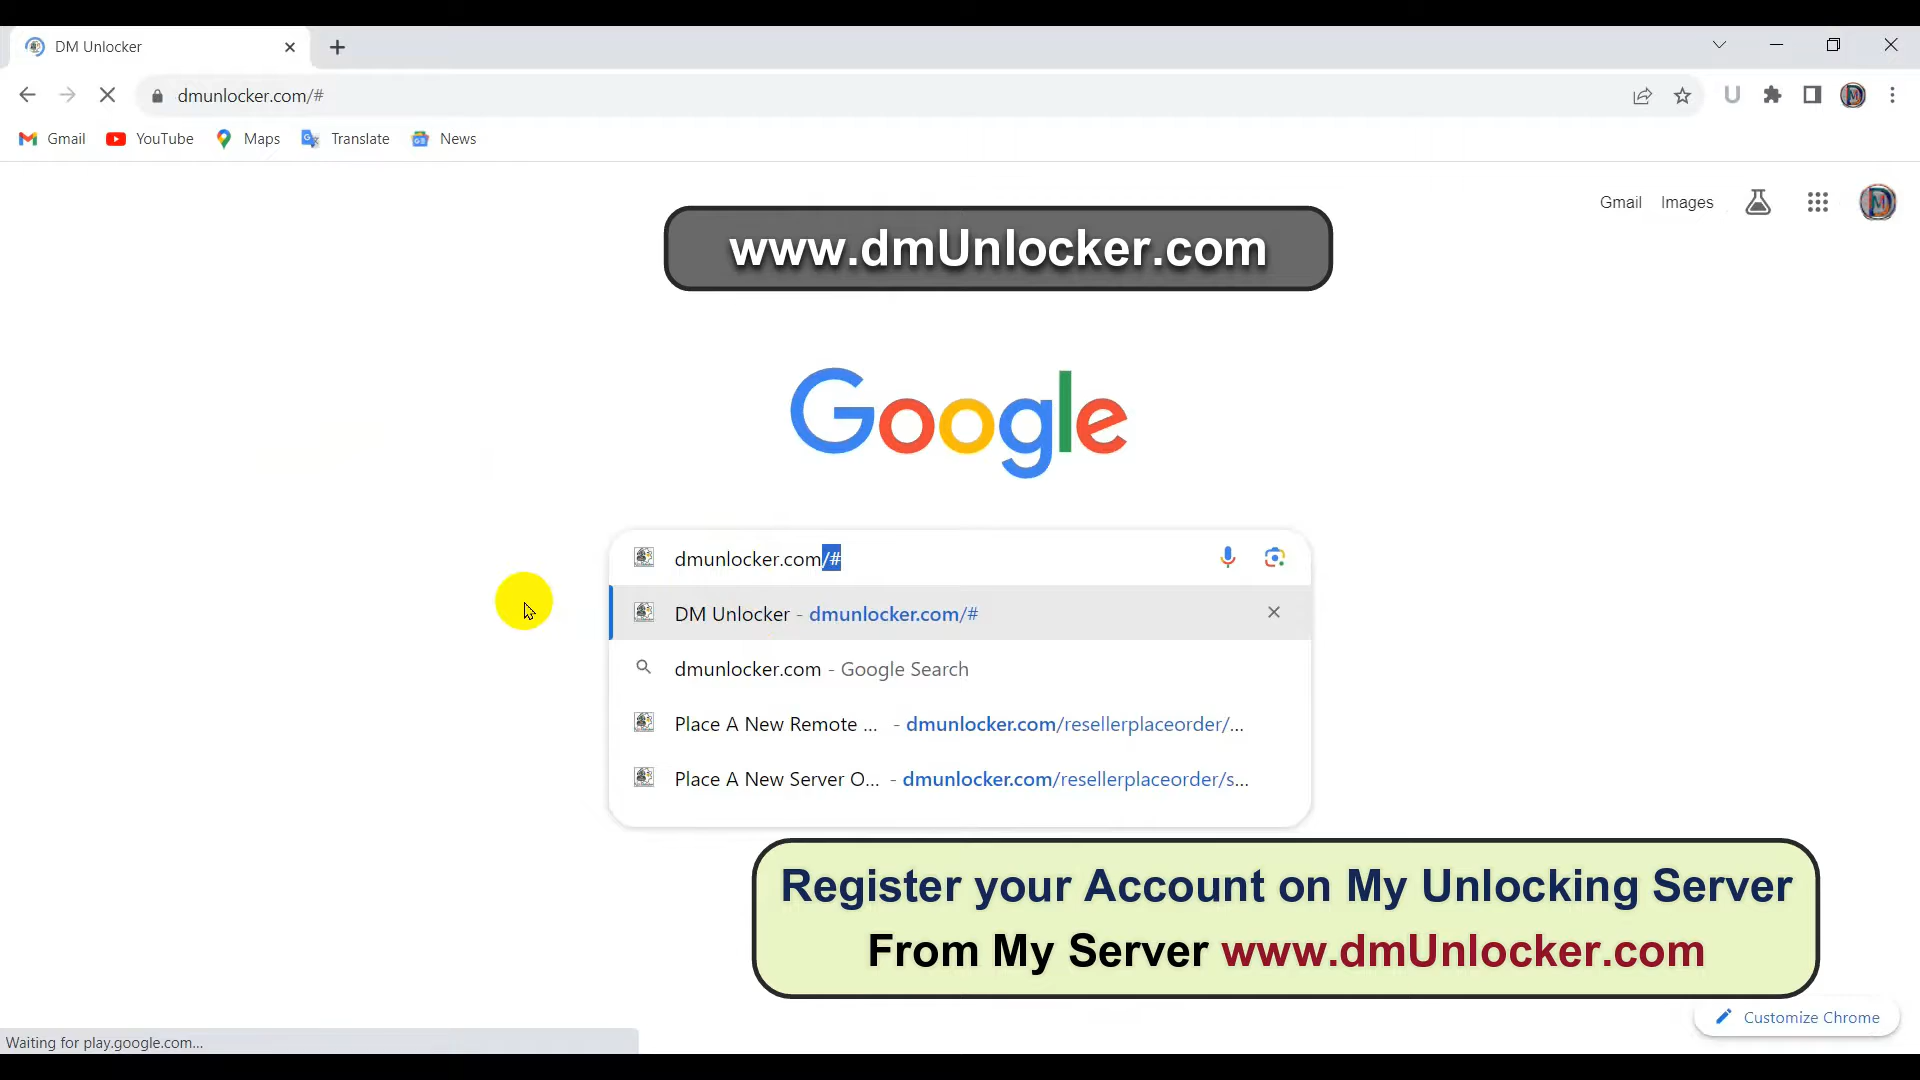 DM Unlocker
dmunlocker.com/#
Gmail YouTube Maps Translate News
Gmail Images
www.dmUnlocker.com
Google
dmunlocker.com/#
DM Unlocker - dmunlocker.com/#
dmunlocker.com - Google Search
Place A New Remote ... - dmunlocker.com/resellerplaceorder/...
Place A New Server O... - dmunlocker.com/resellerplaceorder/s...
Register your Account on My Unlocking Server
From My Server www.dmUnlocker.com
Customize Chrome
Waiting for play.google.com...